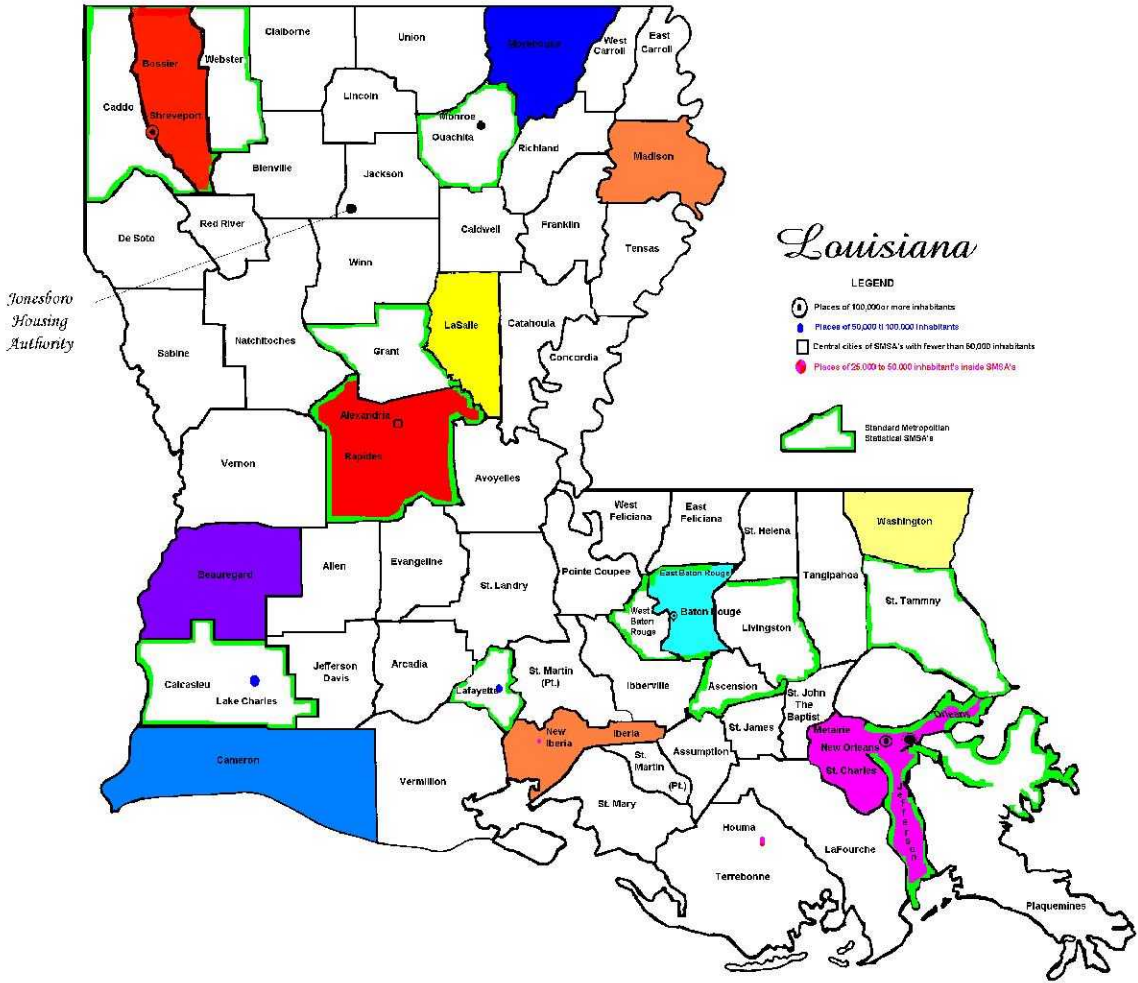 Claiborne
Union
West
Carroll
East
Carroll
Morehouse
Bossier
Webster
Caddo
Lincoln
Shreveport
Monroe
Ouachita
Richland
Madison
Bienville
Jackson
Red River
De Soto
Caldwell
Franklin
Tensas
Winn
Louisiana
LEGEND
Places of 100,000or more inhabitants
Places of 50,000 ti 100.000 inhabitants
Central cities of SMSA's with fewer than 50,000 inhabitants
Places of 25.000 to 50.000 inhabitant's inside SMSA's
Standard Metropolitian
Statistical SMSA's
Jonesboro
Housing
Authority
LaSalle
Catahoula
Natchitoches
Sabine
Grant
Concordia
Alexandria
Rapides
Vernon
Avoyelles
West
Feliciana
East
Feliciana
St. Helena
Washington
Beauregard
Allen
Evangeline
St. Landry
Pointe Coupee
East Baton Rouge
Tangipahoa
St. Tammny
West
Baton
Rouge
Baton Rouge
Livingston
Calcasieu
Lake Charles
Jefferson
Davis
Arcadia
Lafayette
St. Martin
(Pt.)
Ibberville
Ascension
St. John
The
Baptist
St. James
Orleans
Metairie
New Orleans
St. Charles
Jefferson
Cameron
Vermillion
New
Iberia
Iberia
Assumption
St.
Martin
(Pt.)
St. Mary
Houma
Terrebonne
LaFourche
Plaquemines